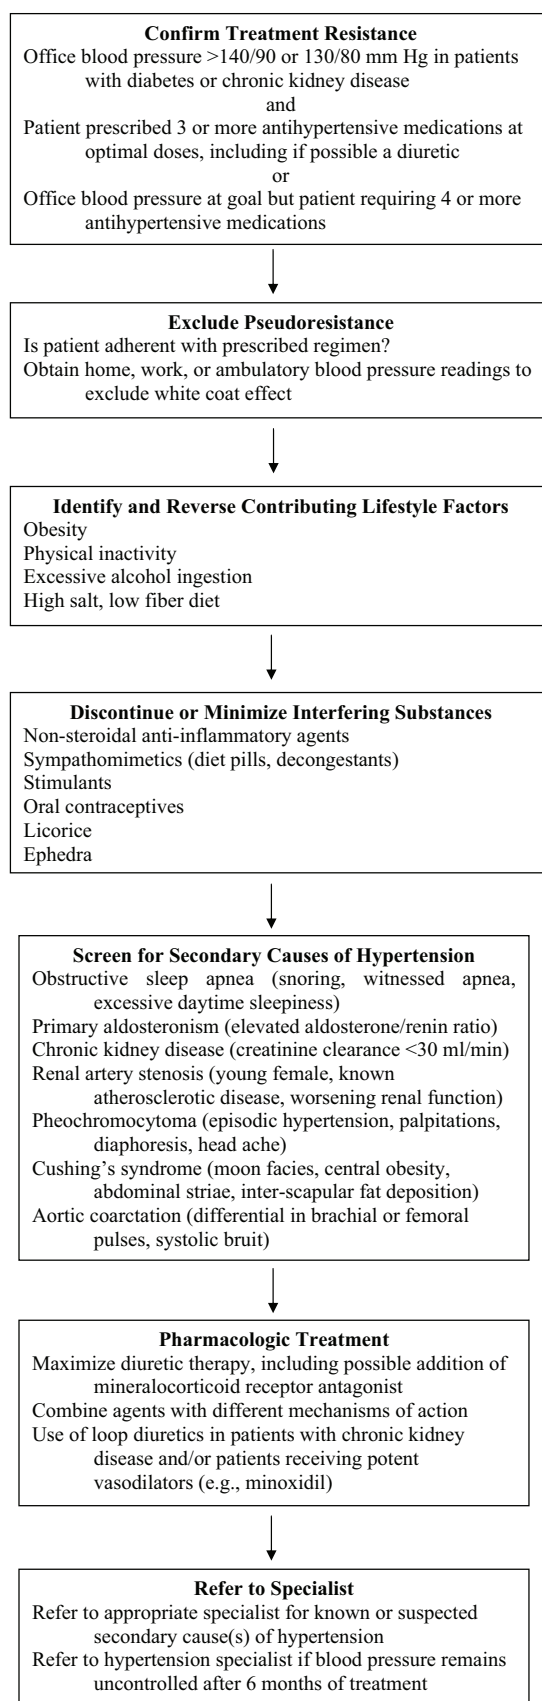 Confirm Treatment Resistance
Office blood pressure >140/90 or 130/80 mm Hg in patients
with diabetes or chronic kidney disease
and
Patient prescribed 3 or more antihypertensive medications at
optimal doses, including if possible a diuretic
or
Office blood pressure at goal but patient requiring 4 or more
antihypertensive medications
Exclude Pseudoresistance
Is patient adherent with prescribed regimen?
Obtain home, work, or ambulatory blood pressure readings to
exclude white coat effect
Identify and Reverse Contributing Lifestyle Factors
Obesity
Physical inactivity
Excessive alcohol ingestion
High salt, low fiber diet
Discontinue or Minimize Interfering Substances
Non-steroidal anti-inflammatory agents
Sympathomimetics (diet pills, decongestants)
Stimulants
Oral contraceptives
Licorice
Ephedra
Screen for Secondary Causes of Hypertension
Obstructive sleep apnea (snoring, witnessed apnea,
excessive daytime sleepiness)
Primary aldosteronism (elevated aldosterone/renin ratio)
Chronic kidney disease (creatinine clearance <30 ml/min)
Renal artery stenosis (young female, known
atherosclerotic disease, worsening renal function)
Pheochromocytoma (episodic hypertension, palpitations,
diaphoresis, head ache)
Cushing's syndrome (moon facies, central obesity,
abdominal striae, inter-scapular fat deposition)
Aortic coarctation (differential in brachial or femoral
pulses, systolic bruit)
Pharmacologic Treatment
Maximize diuretic therapy, including possible addition of
mineralocorticoid receptor antagonist
Combine agents with different mechanisms of action
Use of loop diuretics in patients with chronic kidney
disease and/or patients receiving potent
vasodilators (e.g., minoxidil)
Refer to Specialist
Refer to appropriate specialist for known or suspected
secondary cause(s) of hypertension
Refer to hypertension specialist if blood pressure remains
uncontrolled after 6 months of treatment